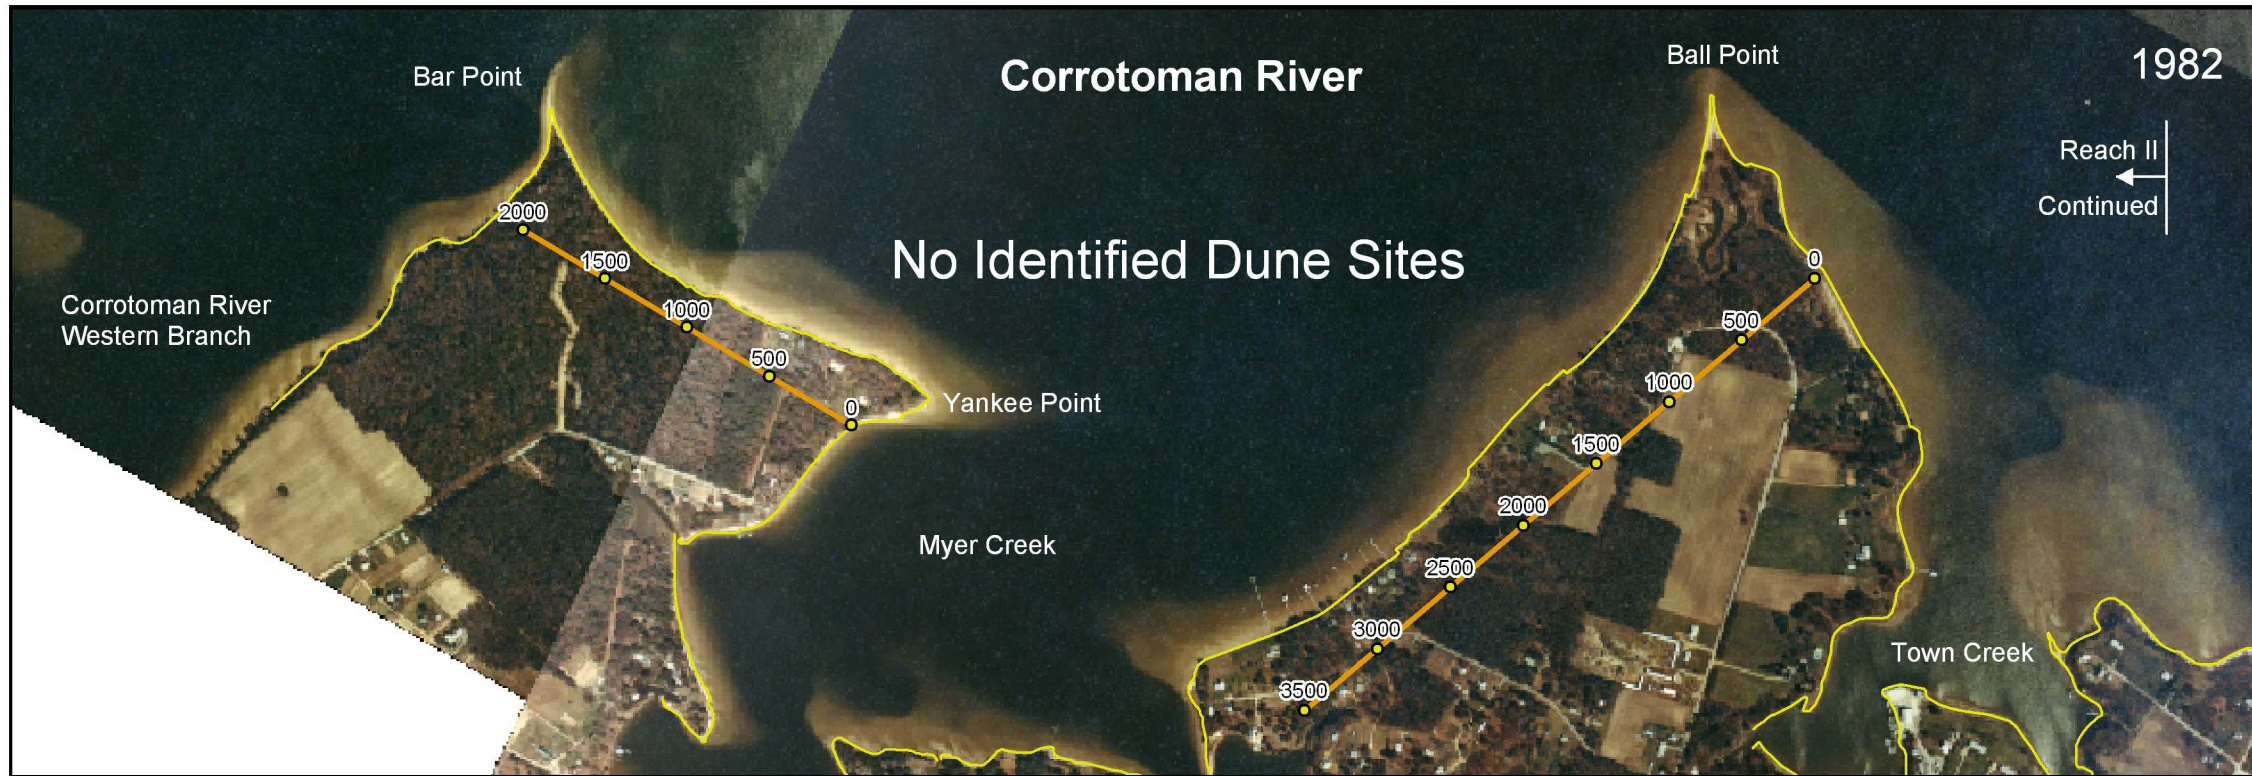 Bar Point
Corrotoman River
Ball Point
1982
Reach II
Continued
2000
1500
1000
500
0
No Identified Dune Sites
Corrotoman River
Western Branch
Yankee Point
Myer Creek
0
500
1000
1500
2000
2500
3000
3500
Town Creek